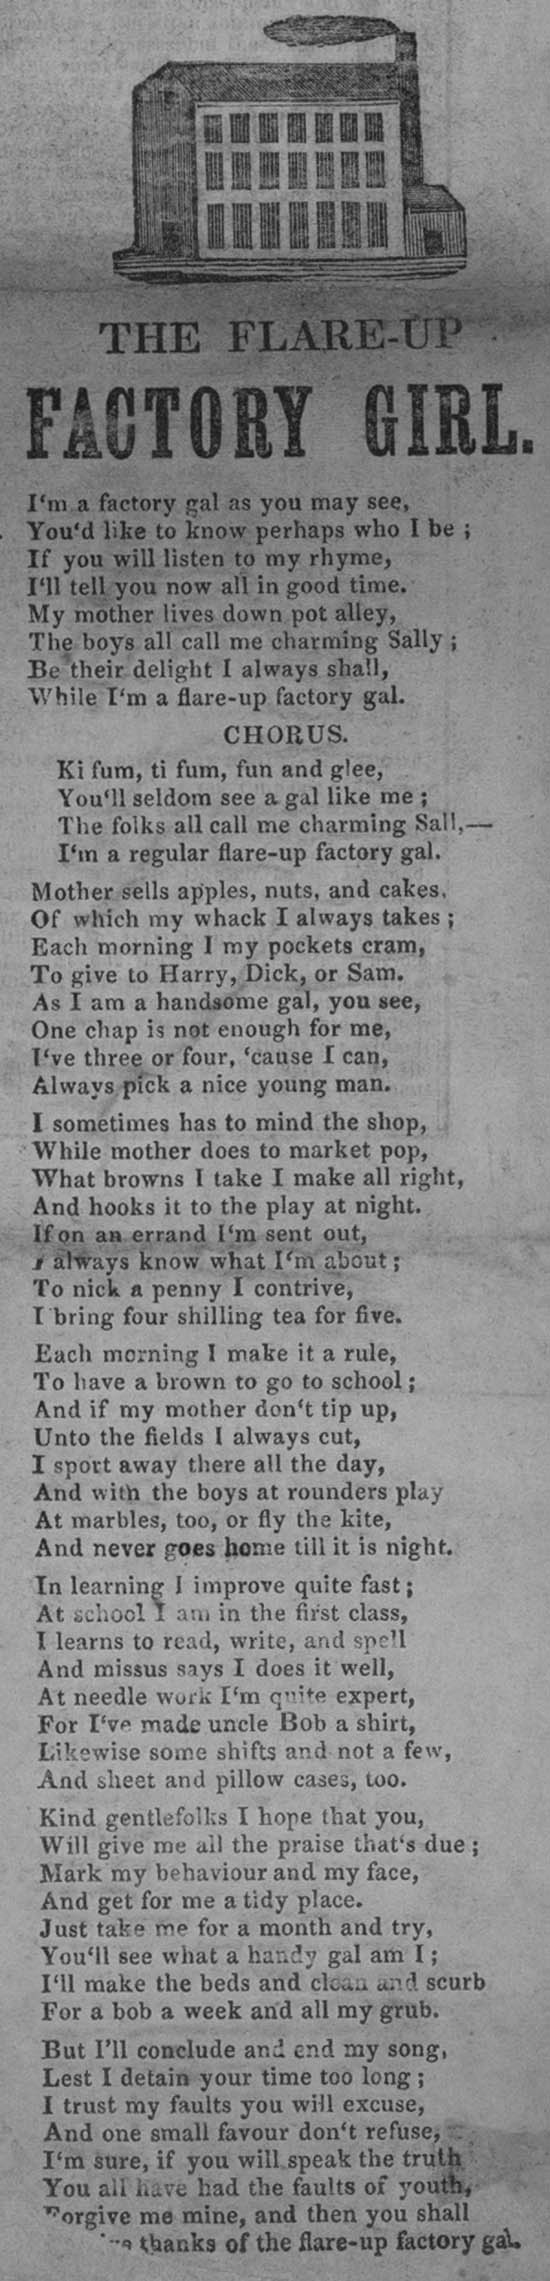 THE FLARE-UP
FACTORY GIRL.
I'm a factory gal as you may see,
You'd like to know perhaps who I be ;
If you will listen to my rhyme,
I'll tell you now all in good time.
My mother lives down pot alley,
The boys all call me charming Sally ;
Be their delight I always shall,
While I'm a flare-up factory gal.
CHORUS.
Ki fum, ti fum, fun and glee,
You'll seldom see a gal like me ;
The folks all call me charming Sall,—
I'm a regular flare-up factory gal.
Mother sells apples, nuts, and cakes,
Of which my whack I always takes ;
Each morning I my pockets cram,
To give to Harry, Dick, or Sam.
As I am a handsome gal, you see,
One chap is not enough for me,
I've three or four, 'cause I can,
Always pick a nice young man.
I sometimes has to mind the shop,
While mother does to market pop,
What browns I take I make all right,
And hooks it to the play at night.
If on an errand I'm sent out,
I always know what I'm about ;
To nick a penny I contrive,
I bring four shilling tea for five.
Each morning I make it a rule,
To have a brown to go to school ;
And if my mother don't tip up,
Unto the fields I always cut,
I sport away there all the day,
And with the boys at rounders play
At marbles, too, or fly the kite,
And never goes home till it is night.
In learning I improve quite fast ;
At school I am in the first class,
I learns to read, write, and spell
And missus says I does it well,
At needle work I'm quite expert,
For I've made uncle Bob a shirt,
Likewise some shifts and not a few,
And sheet and pillow cases, too.
Kind gentlefolks I hope that you,
Will give me all the praise that's due ;
Mark my behaviour and my face,
And get for me a tidy place.
Just take me for a month and try,
You'll see what a handy gal am I ;
I'll make the beds and clean and scurb
For a bob a week and all my grub.
But I'll conclude and end my song,
Lest I detain your time too long ;
I trust my faults you will excuse,
And one small favour don't refuse,
I'm sure, if you will speak the truth
You all have had the faults of youth,
Forgive me mine, and then you shall
thanks of the flare-up factory gal.